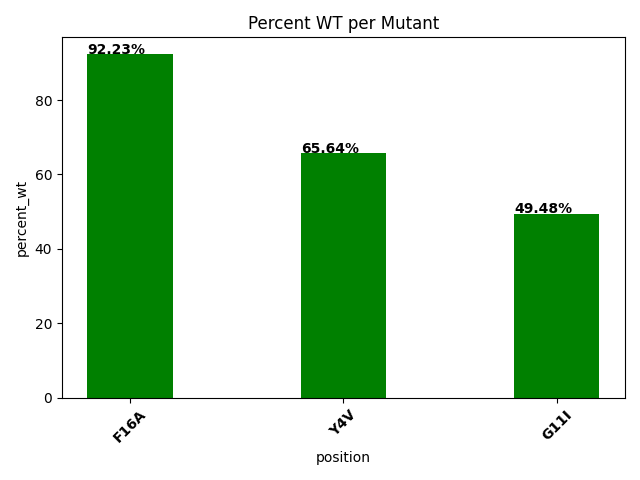 Percent WT per Mutant
percent_wt
80
60
40
20
0
92.23%
65.64%
49.48%
F16A
Y4V
G11I
position